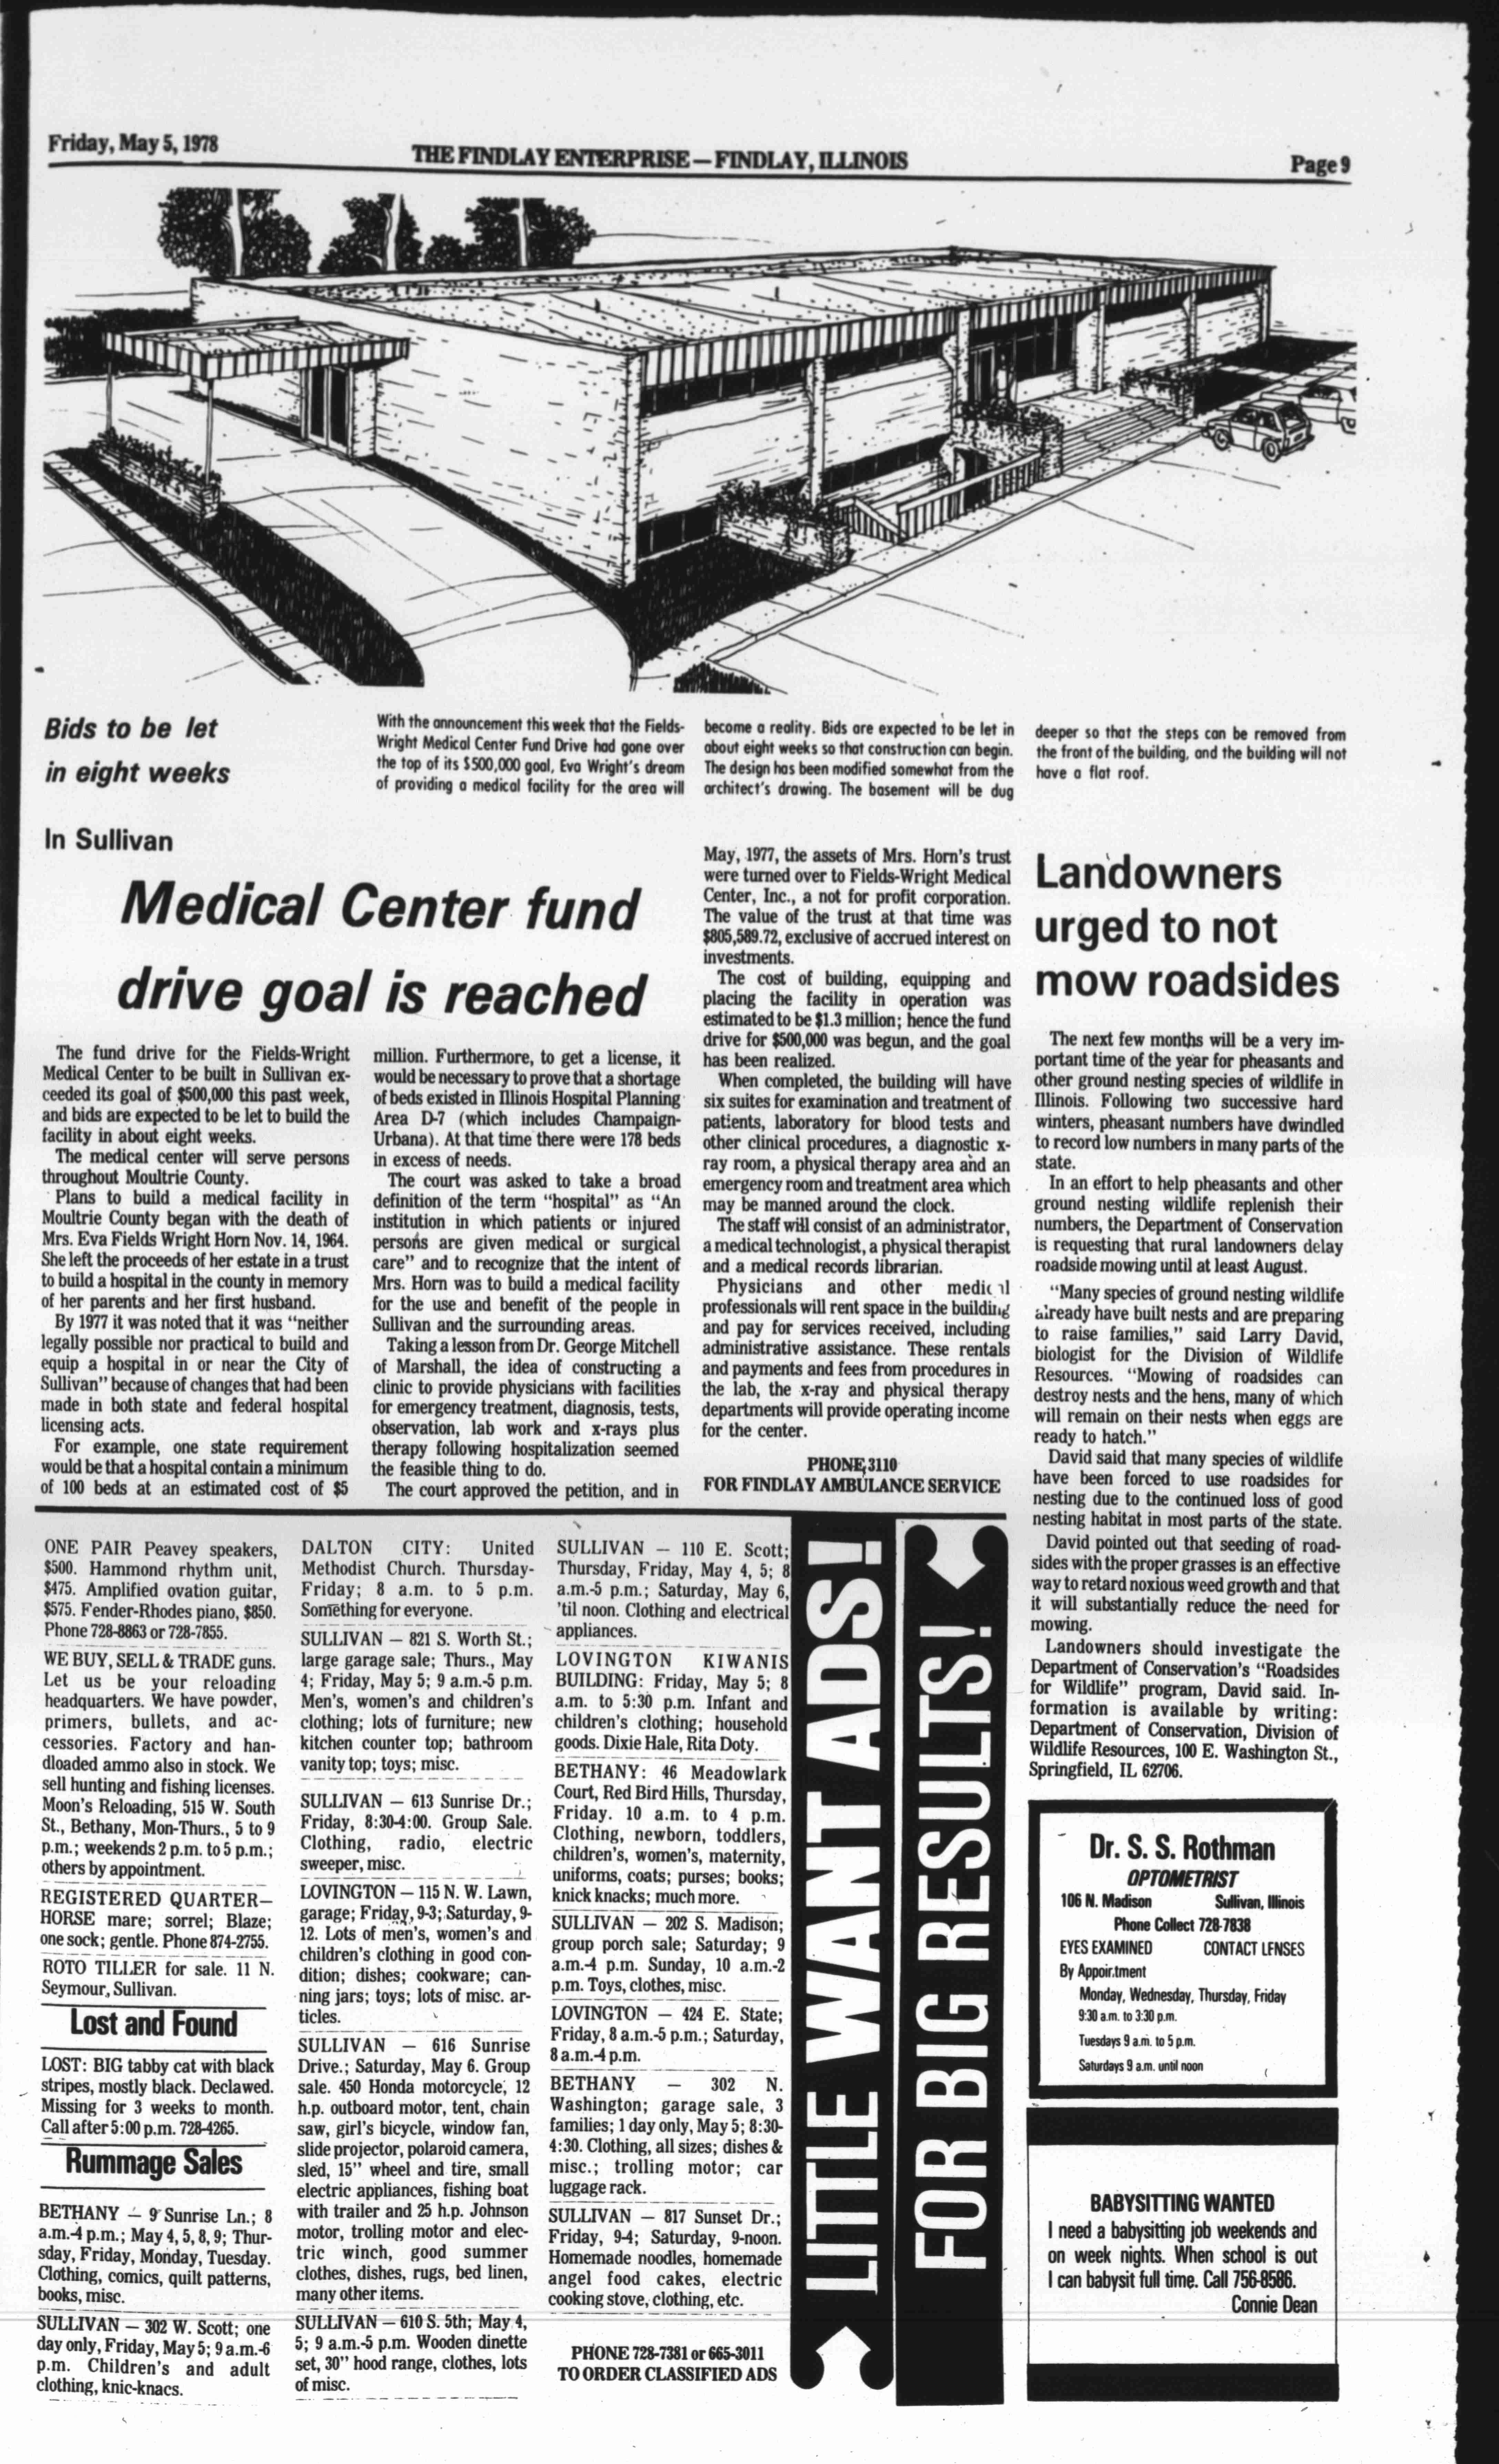 Friday, May 5, 1978
THE FINDLAY ENTERPRISE — FINDLAY, ILLINOIS
Page 9
Bids to be let
in eight weeks
With the announcement this week that the Fields-
Wright Medical Center Fund Drive had gone over
the top of its $500,000 goal, Eva Wright's dream
of providing a medical facility for the area will
become a reality. Bids are expected to be let in
about eight weeks so that construction can begin.
The design has been modified somewhat from the
architect's drawing. The basement will be dug
deeper so that the steps can be removed from
the front of the building, and the building will not
have a flat roof.
In Sullivan
Medical Center fund
drive goal is reached
The fund drive for the Fields-Wright
Medical Center to be built in Sullivan ex-
ceeded its goal of $500,000 this past week,
and bids are expected to be let to build the
facility in about eight weeks.
The medical center will serve persons
throughout Moultrie County.
Plans to build a medical facility in
Moultrie County began with the death of
Mrs. Eva Fields Wright Horn Nov. 14, 1964.
She left the proceeds of her estate in a trust
to build a hospital in the county in memory
of her parents and her first husband.
By 1977 it was noted that it was "neither
legally possible nor practical to build and
equip a hospital in or near the City of
Sullivan" because of changes that had been
made in both state and federal hospital
licensing acts.
For example, one state requirement
would be that a hospital contain a minimum
of 100 beds at an estimated cost of $5
million. Furthermore, to get a license, it
would be necessary to prove that a shortage
of beds existed in Illinois Hospital Planning
Area D-7 (which includes Champaign-
Urbana). At that time there were 178 beds
in excess of needs.
The court was asked to take a broad
definition of the term "hospital" as "An
institution in which patients or injured
persons are given medical or surgical
care" and to recognize that the intent of
Mrs. Horn was to build a medical facility
for the use and benefit of the people in
Sullivan and the surrounding areas.
Taking a lesson from Dr. George Mitchell
of Marshall, the idea of constructing a
clinic to provide physicians with facilities
for emergency treatment, diagnosis, tests,
observation, lab work and x-rays plus
therapy following hospitalization seemed
the feasible thing to do.
The court approved the petition, and in
May, 1977, the assets of Mrs. Horn's trust
were turned over to Fields-Wright Medical
Center, Inc., a not for profit corporation.
The value of the trust at that time was
$805,589.72, exclusive of accrued interest on
investments.
The cost of building, equipping and
placing the facility in operation was
estimated to be $1.3 million; hence the fund
drive for $500,000 was begun, and the goal
has been realized.
When completed, the building will have
six suites for examination and treatment of
patients, laboratory for blood tests and
other clinical procedures, a diagnostic x-
ray room, a physical therapy area and an
emergency room and treatment area which
may be manned around the clock.
The staff will consist of an administrator,
a medical technologist, a physical therapist
and a medical records librarian.
Physicians and other medical
professionals will rent space in the building
and pay for services received, including
administrative assistance. These rentals
and payments and fees from procedures in
the lab, the x-ray and physical therapy
departments will provide operating income
for the center.
PHONE 3110
FOR FINDLAY AMBULANCE SERVICE
Landowners
urged to not
mow roadsides
The next few months will be a very im-
portant time of the year for pheasants and
other ground nesting species of wildlife in
Illinois. Following two successive hard
winters, pheasant numbers have dwindled
to record low numbers in many parts of the
state.
In an effort to help pheasants and other
ground nesting wildlife replenish their
numbers, the Department of Conservation
is requesting that rural landowners delay
roadside mowing until at least August.
"Many species of ground nesting wildlife
already have built nests and are preparing
to raise families," said Larry David,
biologist for the Division of Wildlife
Resources. "Mowing of roadsides can
destroy nests and the hens, many of which
will remain on their nests when eggs are
ready to hatch."
David said that many species of wildlife
have been forced to use roadsides for
nesting due to the continued loss of good
nesting habitat in most parts of the state.
David pointed out that seeding of road-
sides with the proper grasses is an effective
way to retard noxious weed growth and that
it will substantially reduce the need for
mowing.
Landowners should investigate the
Department of Conservation's "Roadsides
for Wildlife" program, David said. In-
formation is available by writing:
Department of Conservation, Division of
Wildlife Resources, 100 E. Washington St.,
Springfield, IL 62706.
ONE PAIR Peavey speakers,
$500. Hammond rhythm unit,
$475. Amplified ovation guitar,
$575. Fender-Rhodes piano, $850.
Phone 728-8863 or 728-7855.
WE BUY, SELL & TRADE guns.
Let us be your reloading
headquarters. We have powder,
primers, bullets, and ac-
cessories. Factory and han-
dloaded ammo also in stock. We
sell hunting and fishing licenses.
Moon's Reloading, 515 W. South
St., Bethany, Mon-Thurs., 5 to 9
p.m.; weekends 2 p.m. to 5 p.m.;
others by appointment.
REGISTERED QUARTER—
HORSE mare; sorrel; Blaze;
one sock; gentle. Phone 874-2755.
ROTO TILLER for sale. 11 N.
Seymour, Sullivan.
Lost and Found
LOST: BIG tabby cat with black
stripes, mostly black. Declawed.
Missing for 3 weeks to month.
Call after 5:00 p.m. 728-4265.
Rummage Sales
BETHANY — 9 Sunrise Ln.; 8
a.m.-4 p.m.; May 4, 5, 8, 9; Thur-
sday, Friday, Monday, Tuesday.
Clothing, comics, quilt patterns,
books, misc.
SULLIVAN — 302 W. Scott; one
day only, Friday, May 5; 9 a.m.-6
p.m. Children's and adult
clothing, knic-knacs.
DALTON CITY: United
Methodist Church. Thursday-
Friday; 8 a.m. to 5 p.m.
Something for everyone.
SULLIVAN — 821 S. Worth St.;
large garage sale; Thurs., May
4; Friday, May 5; 9 a.m.-5 p.m.
Men's, women's and children's
clothing; lots of furniture; new
kitchen counter top; bathroom
vanity top; toys; misc.
SULLIVAN — 613 Sunrise Dr.;
Friday, 8:30-4:00. Group Sale.
Clothing, radio, electric
sweeper, misc.
LOVINGTON — 115 N. W. Lawn,
garage; Friday, 9-3; Saturday, 9-
12. Lots of men's, women's and
children's clothing in good con-
dition; dishes; cookware; can-
ning jars; toys; lots of misc. ar-
ticles.
SULLIVAN — 616 Sunrise
Drive.; Saturday, May 6. Group
sale. 450 Honda motorcycle, 12
h.p. outboard motor, tent, chain
saw, girl's bicycle, window fan,
slide projector, polaroid camera,
sled, 15" wheel and tire, small
electric appliances, fishing boat
with trailer and 25 h.p. Johnson
motor, trolling motor and elec-
tric winch, good summer
clothes, dishes, rugs, bed linen,
many other items.
SULLIVAN — 610 S. 5th; May 4,
5; 9 a.m.-5 p.m. Wooden dinette
set, 30" hood range, clothes, lots
of misc.
SULLIVAN — 110 E. Scott;
Thursday, Friday, May 4, 5; 8
a.m.-5 p.m.; Saturday, May 6,
'til noon. Clothing and electrical
appliances.
LOVINGTON KIWANIS
BUILDING: Friday, May 5; 8
a.m. to 5:30 p.m. Infant and
children's clothing; household
goods. Dixie Hale, Rita Doty.
BETHANY: 46 Meadowlark
Court, Red Bird Hills, Thursday,
Friday. 10 a.m. to 4 p.m.
Clothing, newborn, toddlers,
children's, women's, maternity,
uniforms, coats; purses; books;
knick knacks; much more.
SULLIVAN — 202 S. Madison;
group porch sale; Saturday; 9
a.m.-4 p.m. Sunday, 10 a.m.-2
p.m. Toys, clothes, misc.
LOVINGTON — 424 E. State;
Friday, 8 a.m.-5 p.m.; Saturday,
8 a.m.-4 p.m.
BETHANY — 302 N.
Washington; garage sale, 3
families; 1 day only, May 5; 8:30-
4:30. Clothing, all sizes; dishes &
misc.; trolling motor; car
luggage rack.
SULLIVAN — 817 Sunset Dr.;
Friday, 9-4; Saturday, 9-noon.
Homemade noodles, homemade
angel food cakes, electric
cooking stove, clothing, etc.
PHONE 728-7381 or 665-3011
TO ORDER CLASSIFIED ADS
LITTLE WANT ADS!
FOR BIG RESULTS!
Dr. S. S. Rothman
OPTOMETRIST
106 N. Madison Sullivan, Illinois
Phone Collect 728-7838
EYES EXAMINED CONTACT LENSES
By Appointment
Monday, Wednesday, Thursday, Friday
9:30 a.m. to 3:30 p.m.
Tuesdays 9 a.m. to 5 p.m.
Saturdays 9 a.m. until noon
BABYSITTING WANTED
I need a babysitting job weekends and
on week nights. When school is out
I can babysit full time. Call 756-8586.
Connie Dean